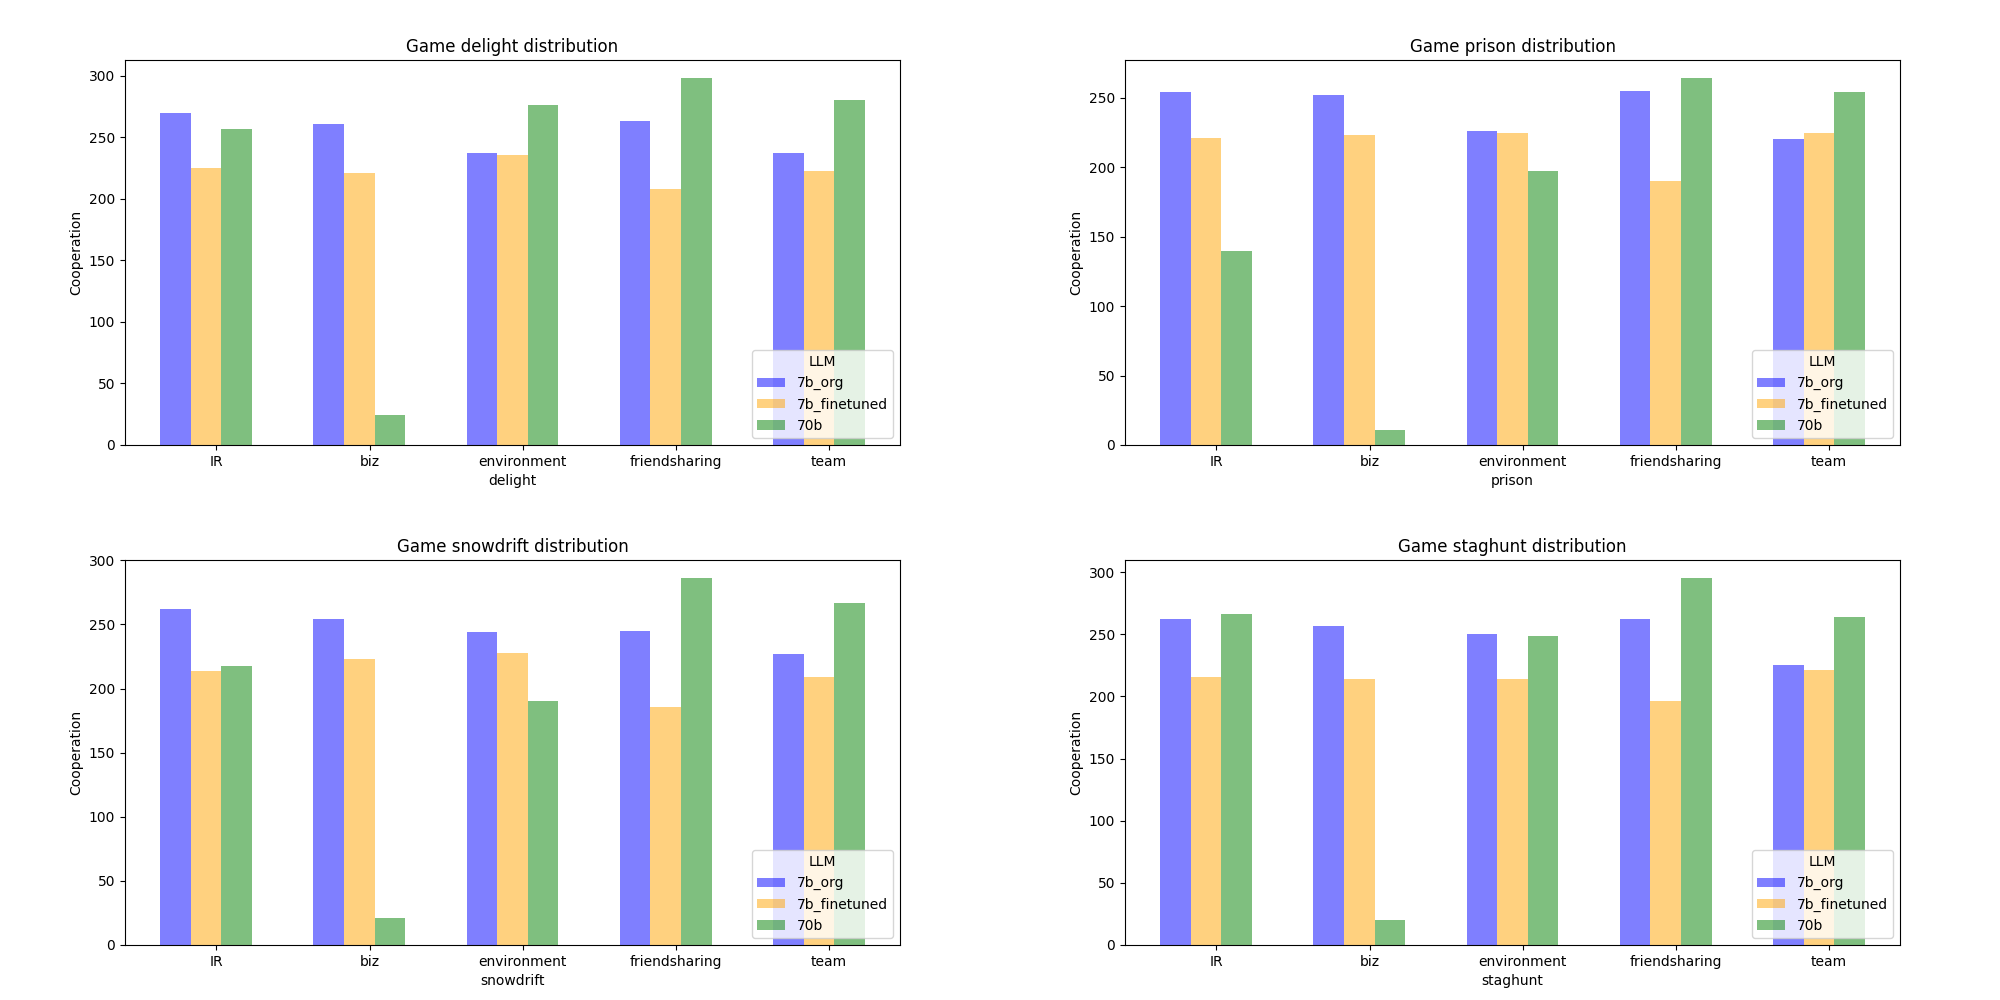 Game delight distribution
300
250
200
150
100
50
0
Cooperation
IR biz environment friendsharing team
delight
LLM
7b_org
7b_finetuned
70b
Game prison distribution
250
200
150
100
50
0
Cooperation
IR biz environment friendsharing team
prison
LLM
7b_org
7b_finetuned
70b
Game snowdrift distribution
300
250
200
150
100
50
0
Cooperation
IR biz environment friendsharing team
snowdrift
LLM
7b_org
7b_finetuned
70b
Game staghunt distribution
300
250
200
150
100
50
0
Cooperation
IR biz environment friendsharing team
staghunt
LLM
7b_org
7b_finetuned
70b